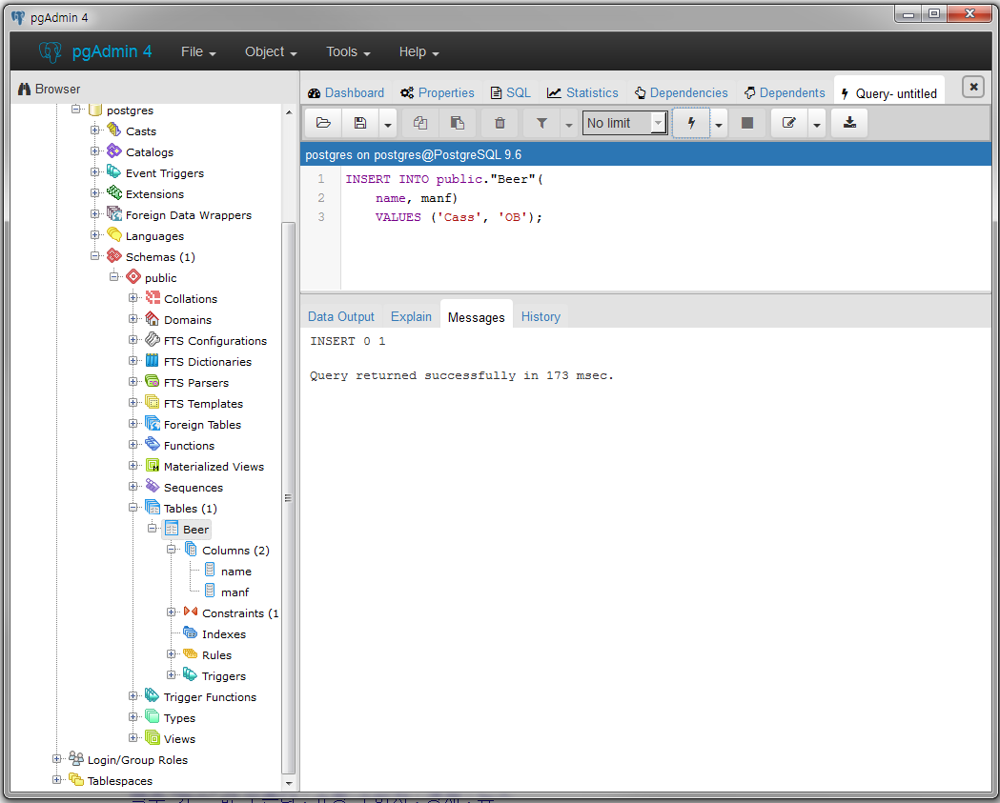 pgAdmin 4
pgAdmin 4 File Object Tools Help
Browser
Dashboard Properties SQL Statistics Dependencies Dependents Query- untitled
No limit
postgres on postgres@PostgreSQL 9.6
1 INSERT INTO public."Beer"(
2 name, manf)
3 VALUES ('Cass', 'OB');
Data Output Explain Messages History
INSERT 0 1
Query returned successfully in 173 msec.
postgres
Casts
Catalogs
Event Triggers
Extensions
Foreign Data Wrappers
Languages
Schemas (1)
public
Collations
Domains
FTS Configurations
FTS Dictionaries
FTS Parsers
FTS Templates
Foreign Tables
Functions
Materialized Views
Sequences
Tables (1)
Beer
Columns (2)
name
manf
Constraints (1
Indexes
Rules
Triggers
Trigger Functions
Types
Views
Login/Group Roles
Tablespaces